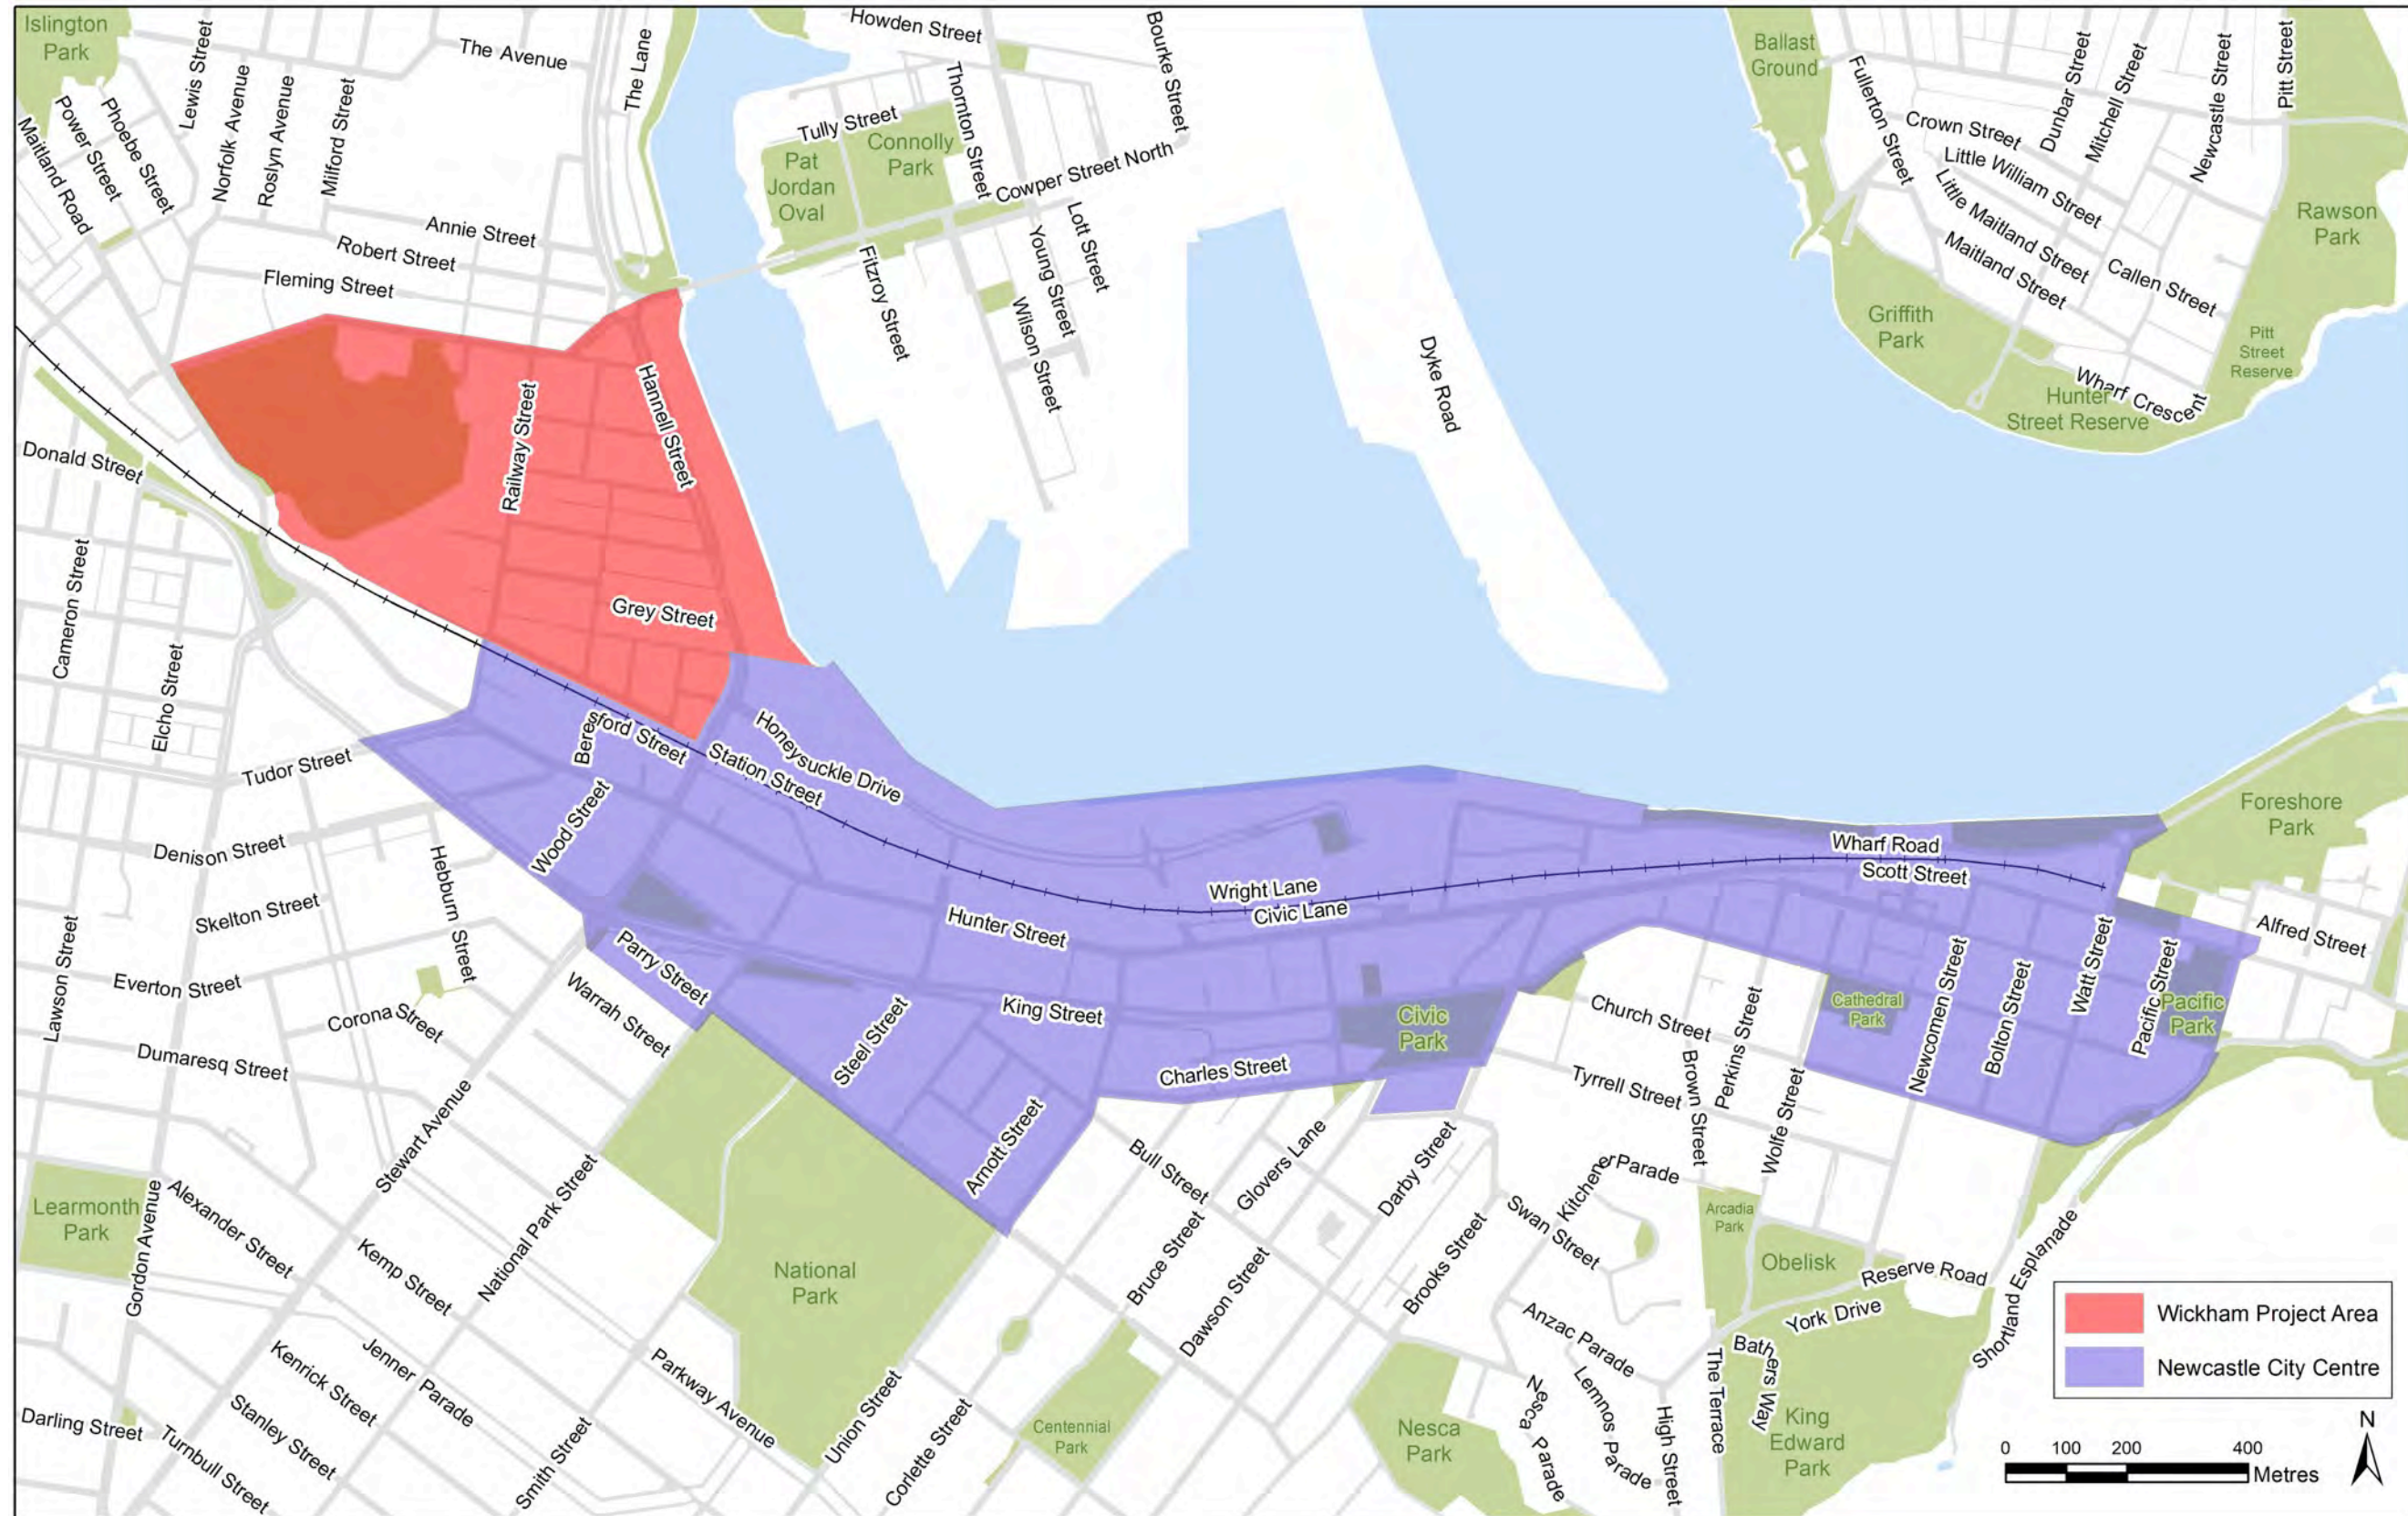 Islington
Park
Lewis Street
The Avenue
The Lane
Howden Street
Bourke Street
Ballast
Ground
Dunbar Street
Mitchell Street
Newcastle Street
Pitt Street
Maitland Road
Power Street
Phoebe Street
Norfolk Avenue
Roslyn Avenue
Milford Street
Tully Street
Connolly
Park
Thornton Street
Pat
Jordan
Oval
Cowper Street North
Fullerton Street
Crown Street
Little William Street
Little Maitland Street
Maitland Street
Callen Street
Rawson
Park
Annie Street
Robert Street
Fleming Street
Fitzroy Street
Young Street
Lott Street
Wilson Street
Dyke Road
Griffith
Park
Pitt
Street
Reserve
Wharf Crescent
Hunter
Street Reserve
Donald Street
Railway Street
Hannell Street
Cameron Street
Elcho Street
Grey Street
Tudor Street
Beresford Street
Station Street
Honeysuckle Drive
Wood Street
Denison Street
Hebburn Street
Skelton Street
Lawson Street
Everton Street
Corona Street
Dumaresq Street
Parry Street
Warrah Street
Hunter Street
Wright Lane
Civic Lane
King Street
Steel Street
Charles Street
Civic
Park
Arnott Street
Wharf Road
Scott Street
Foreshore
Park
Alfred Street
Watt Street
Pacific Street
Pacific
Park
Newcomen Street
Bolton Street
Cathedral
Park
Church Street
Perkins Street
Tyrrell Street
Brown Street
Wolfe Street
Stewart Avenue
National Park Street
Learmonth
Park
Gordon Avenue
Alexander Street
Kemp Street
National
Park
Bull Street
Glovers Lane
Bruce Street
Darby Street
Dawson Street
Brooks Street
Swan Street
Kitchener Parade
Arcadia
Park
Obelisk
Reserve Road
York Drive
Shortland Esplanade
Anzac Parade
Bathers Way
The Terrace
King
Edward
Park
Nesca Parade
Lemnos Parade
High Street
Nesca
Park
Centennial
Park
Darling Street
Turnbull Street
Stanley Street
Kenrick Street
Jenner Parade
Smith Street
Parkway Avenue
Union Street
Corlette Street
Wickham Project Area
Newcastle City Centre
N
0 100 200 400
Metres